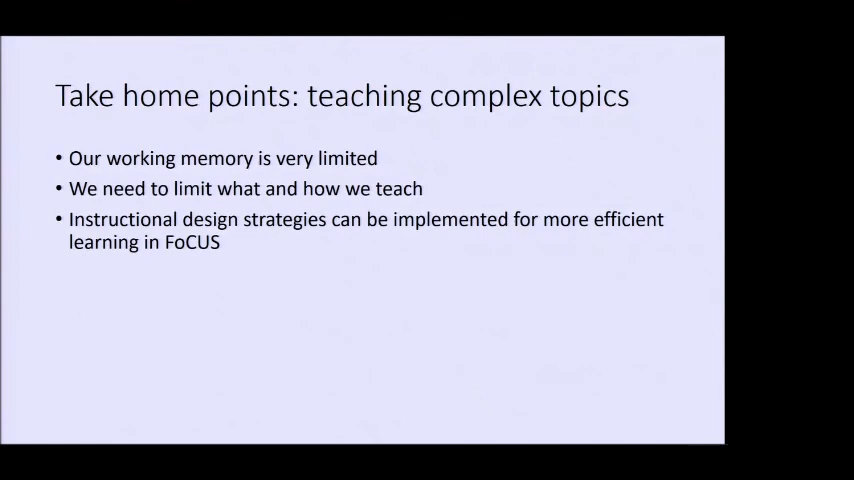 Take home points: teaching complex topics
• Our working memory is very limited
• We need to limit what and how we teach
• Instructional design strategies can be implemented for more efficient
learning in FoCUS